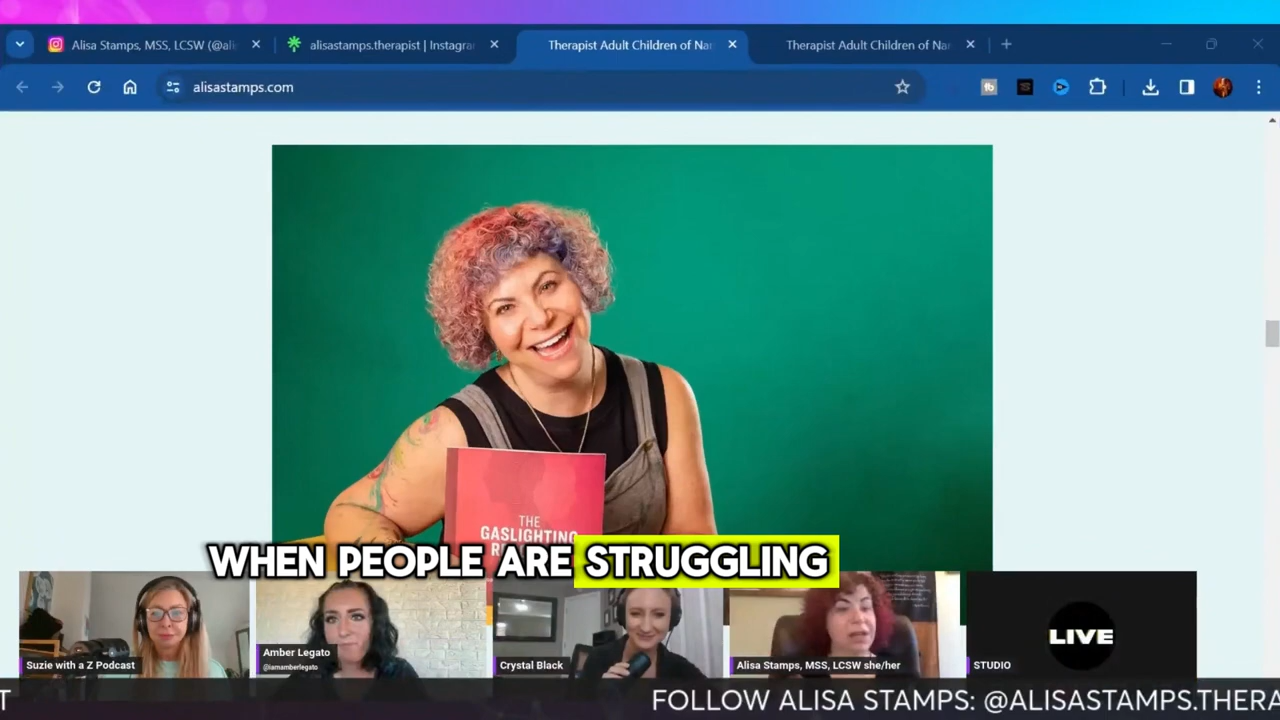 Alisa Stamps, MSS, LCSW (@ali
alisastamps.therapist | Instagra
Therapist Adult Children of Nar
Therapist Adult Children of Nar
alisastamps.com
THE
GASLIGHTING
WHEN PEOPLE ARE STRUGGLING
Suzie with a Z Podcast
Amber Legato
@iamamberlegato
Crystal Black
Alisa Stamps, MSS, LCSW she/her
LIVE
STUDIO
T
FOLLOW ALISA STAMPS: @ALISASTAMPS.THERA